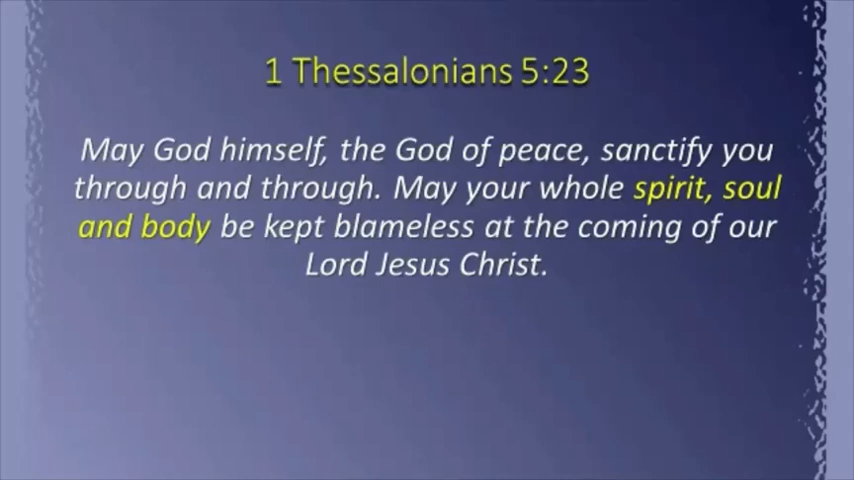 1 Thessalonians 5:23
May God himself, the God of peace, sanctify you
through and through. May your whole spirit, soul
and body be kept blameless at the coming of our
Lord Jesus Christ.